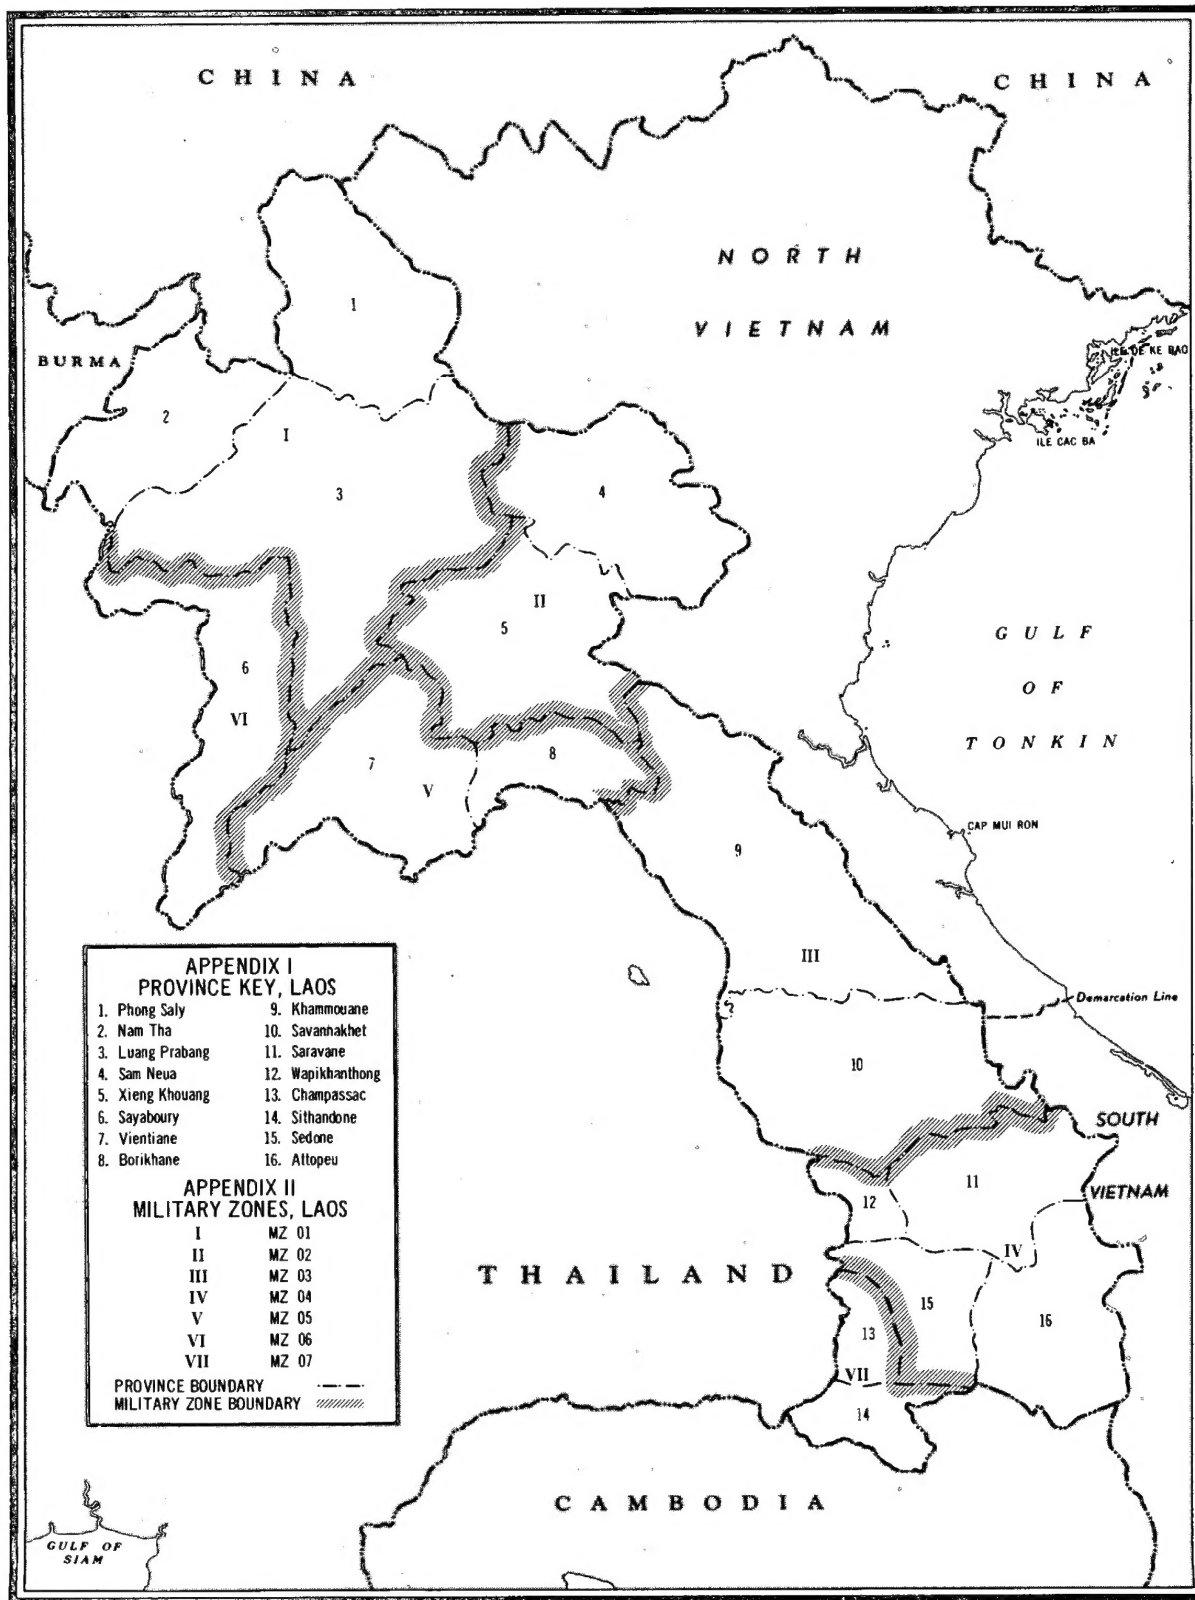 CHINA
CHINA
NORTH
VIETNAM
1
BURMA
ILE DE KE BAO
2
I
ILE CAC BA
3
4
II
5
GULF
OF
TONKIN
6
VI
7
V
8
CAP MUI RON
9
III
Demarcation Line
10
SOUTH
VIETNAM
11
12
IV
THAILAND
15
13
16
VII
14
CAMBODIA
GULF OF
SIAM
APPENDIX I
PROVINCE KEY, LAOS
1. Phong Saly 9. Khammouane
2. Nam Tha 10. Savannakhet
3. Luang Prabang 11. Saravane
4. Sam Neua 12. Wapikhanthong
5. Xieng Khouang 13. Champassac
6. Sayaboury 14. Sithandone
7. Vientiane 15. Sedone
8. Borikhane 16. Attopeu
APPENDIX II
MILITARY ZONES, LAOS
I MZ 01
II MZ 02
III MZ 03
IV MZ 04
V MZ 05
VI MZ 06
VII MZ 07
PROVINCE BOUNDARY
MILITARY ZONE BOUNDARY